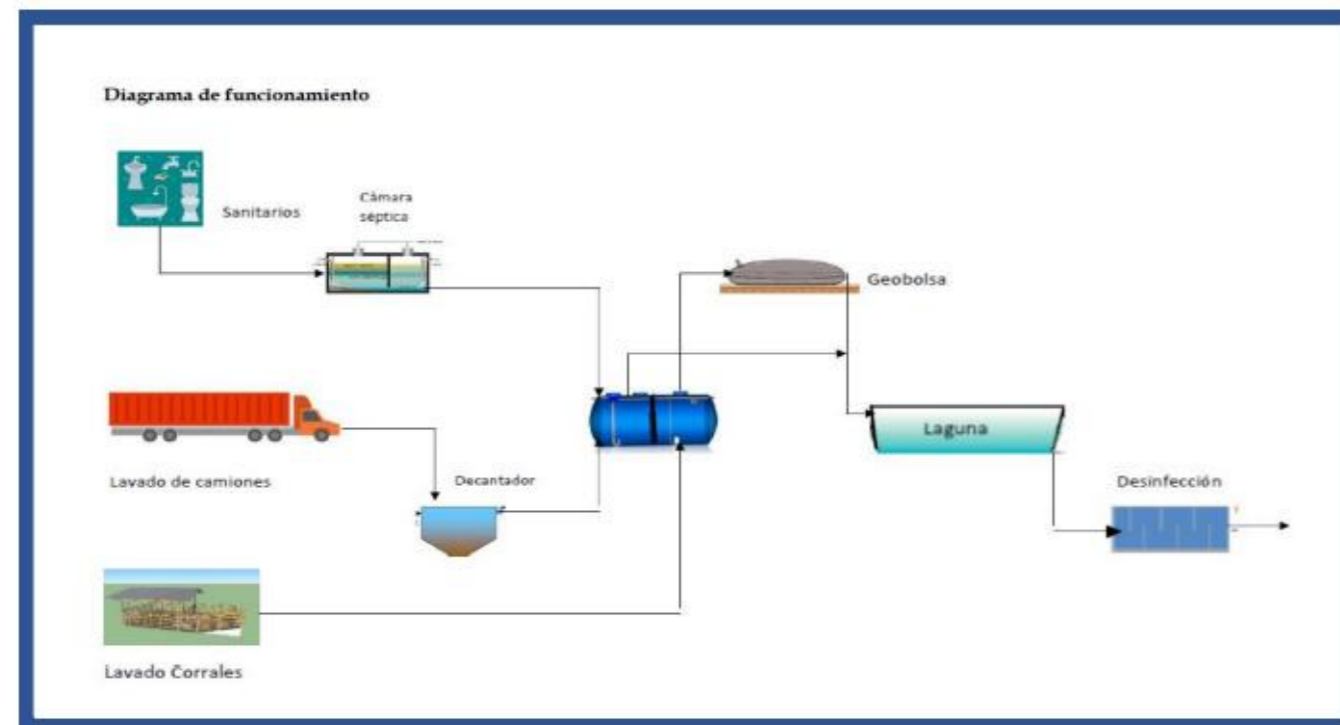 Diagrama de funcionamiento
Sanitarios
Cámara
séptica
Geobolsa
Laguna
Lavado de camiones
Decantador
Desinfección
Lavado Corrales